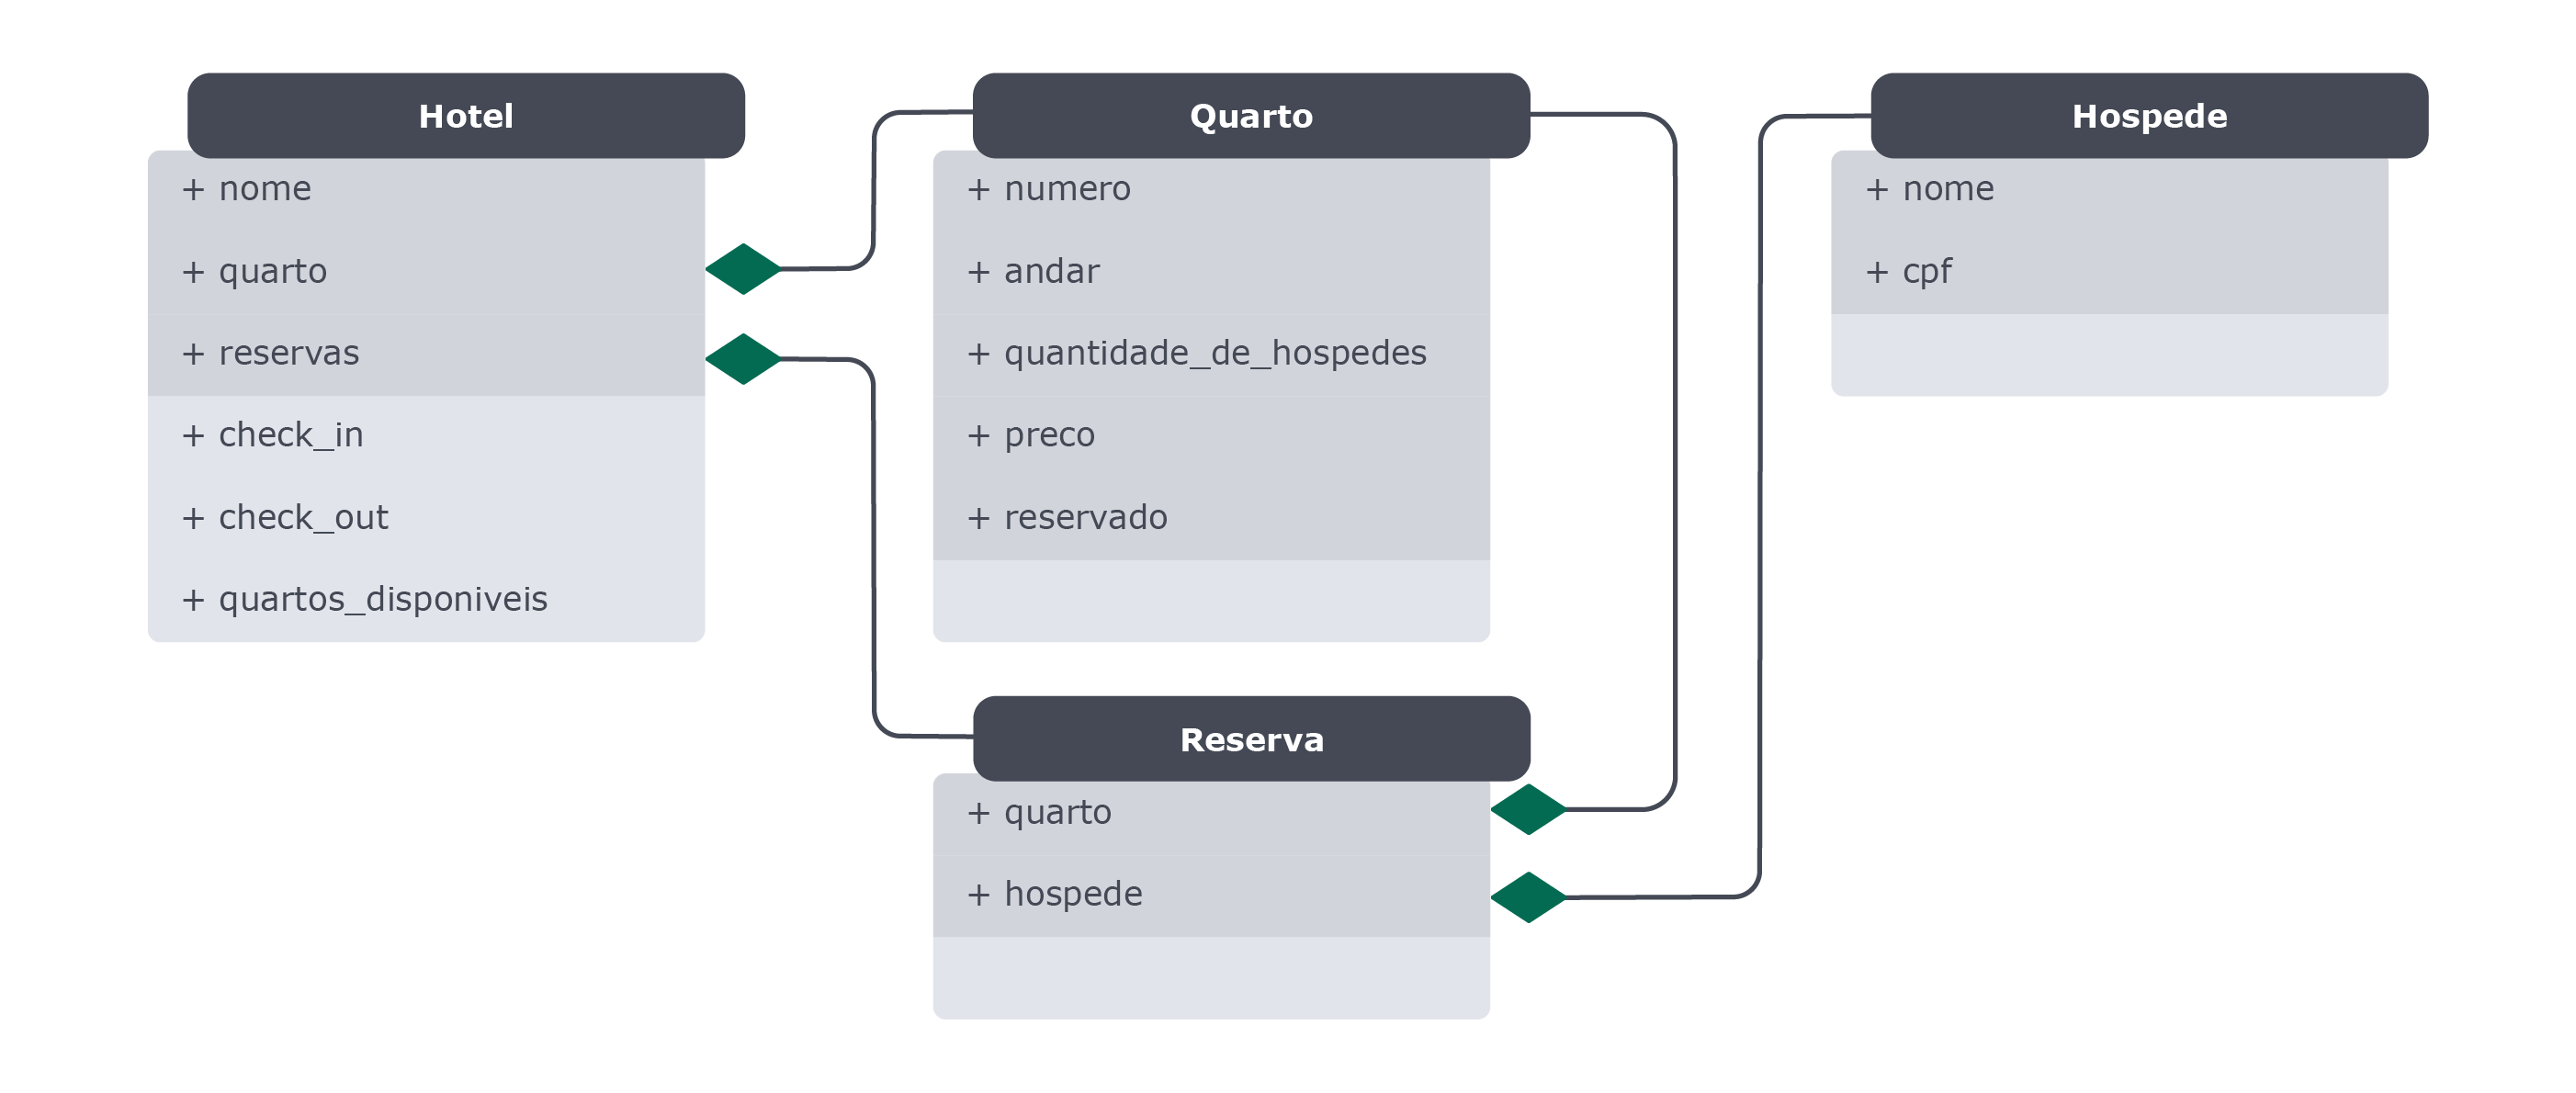 Hotel
+ nome
+ quarto
+ reservas
+ check_in
+ check_out
+ quartos_disponiveis
Quarto
+ numero
+ andar
+ quantidade_de_hospedes
+ preco
+ reservado
Hospede
+ nome
+ cpf
Reserva
+ quarto
+ hospede